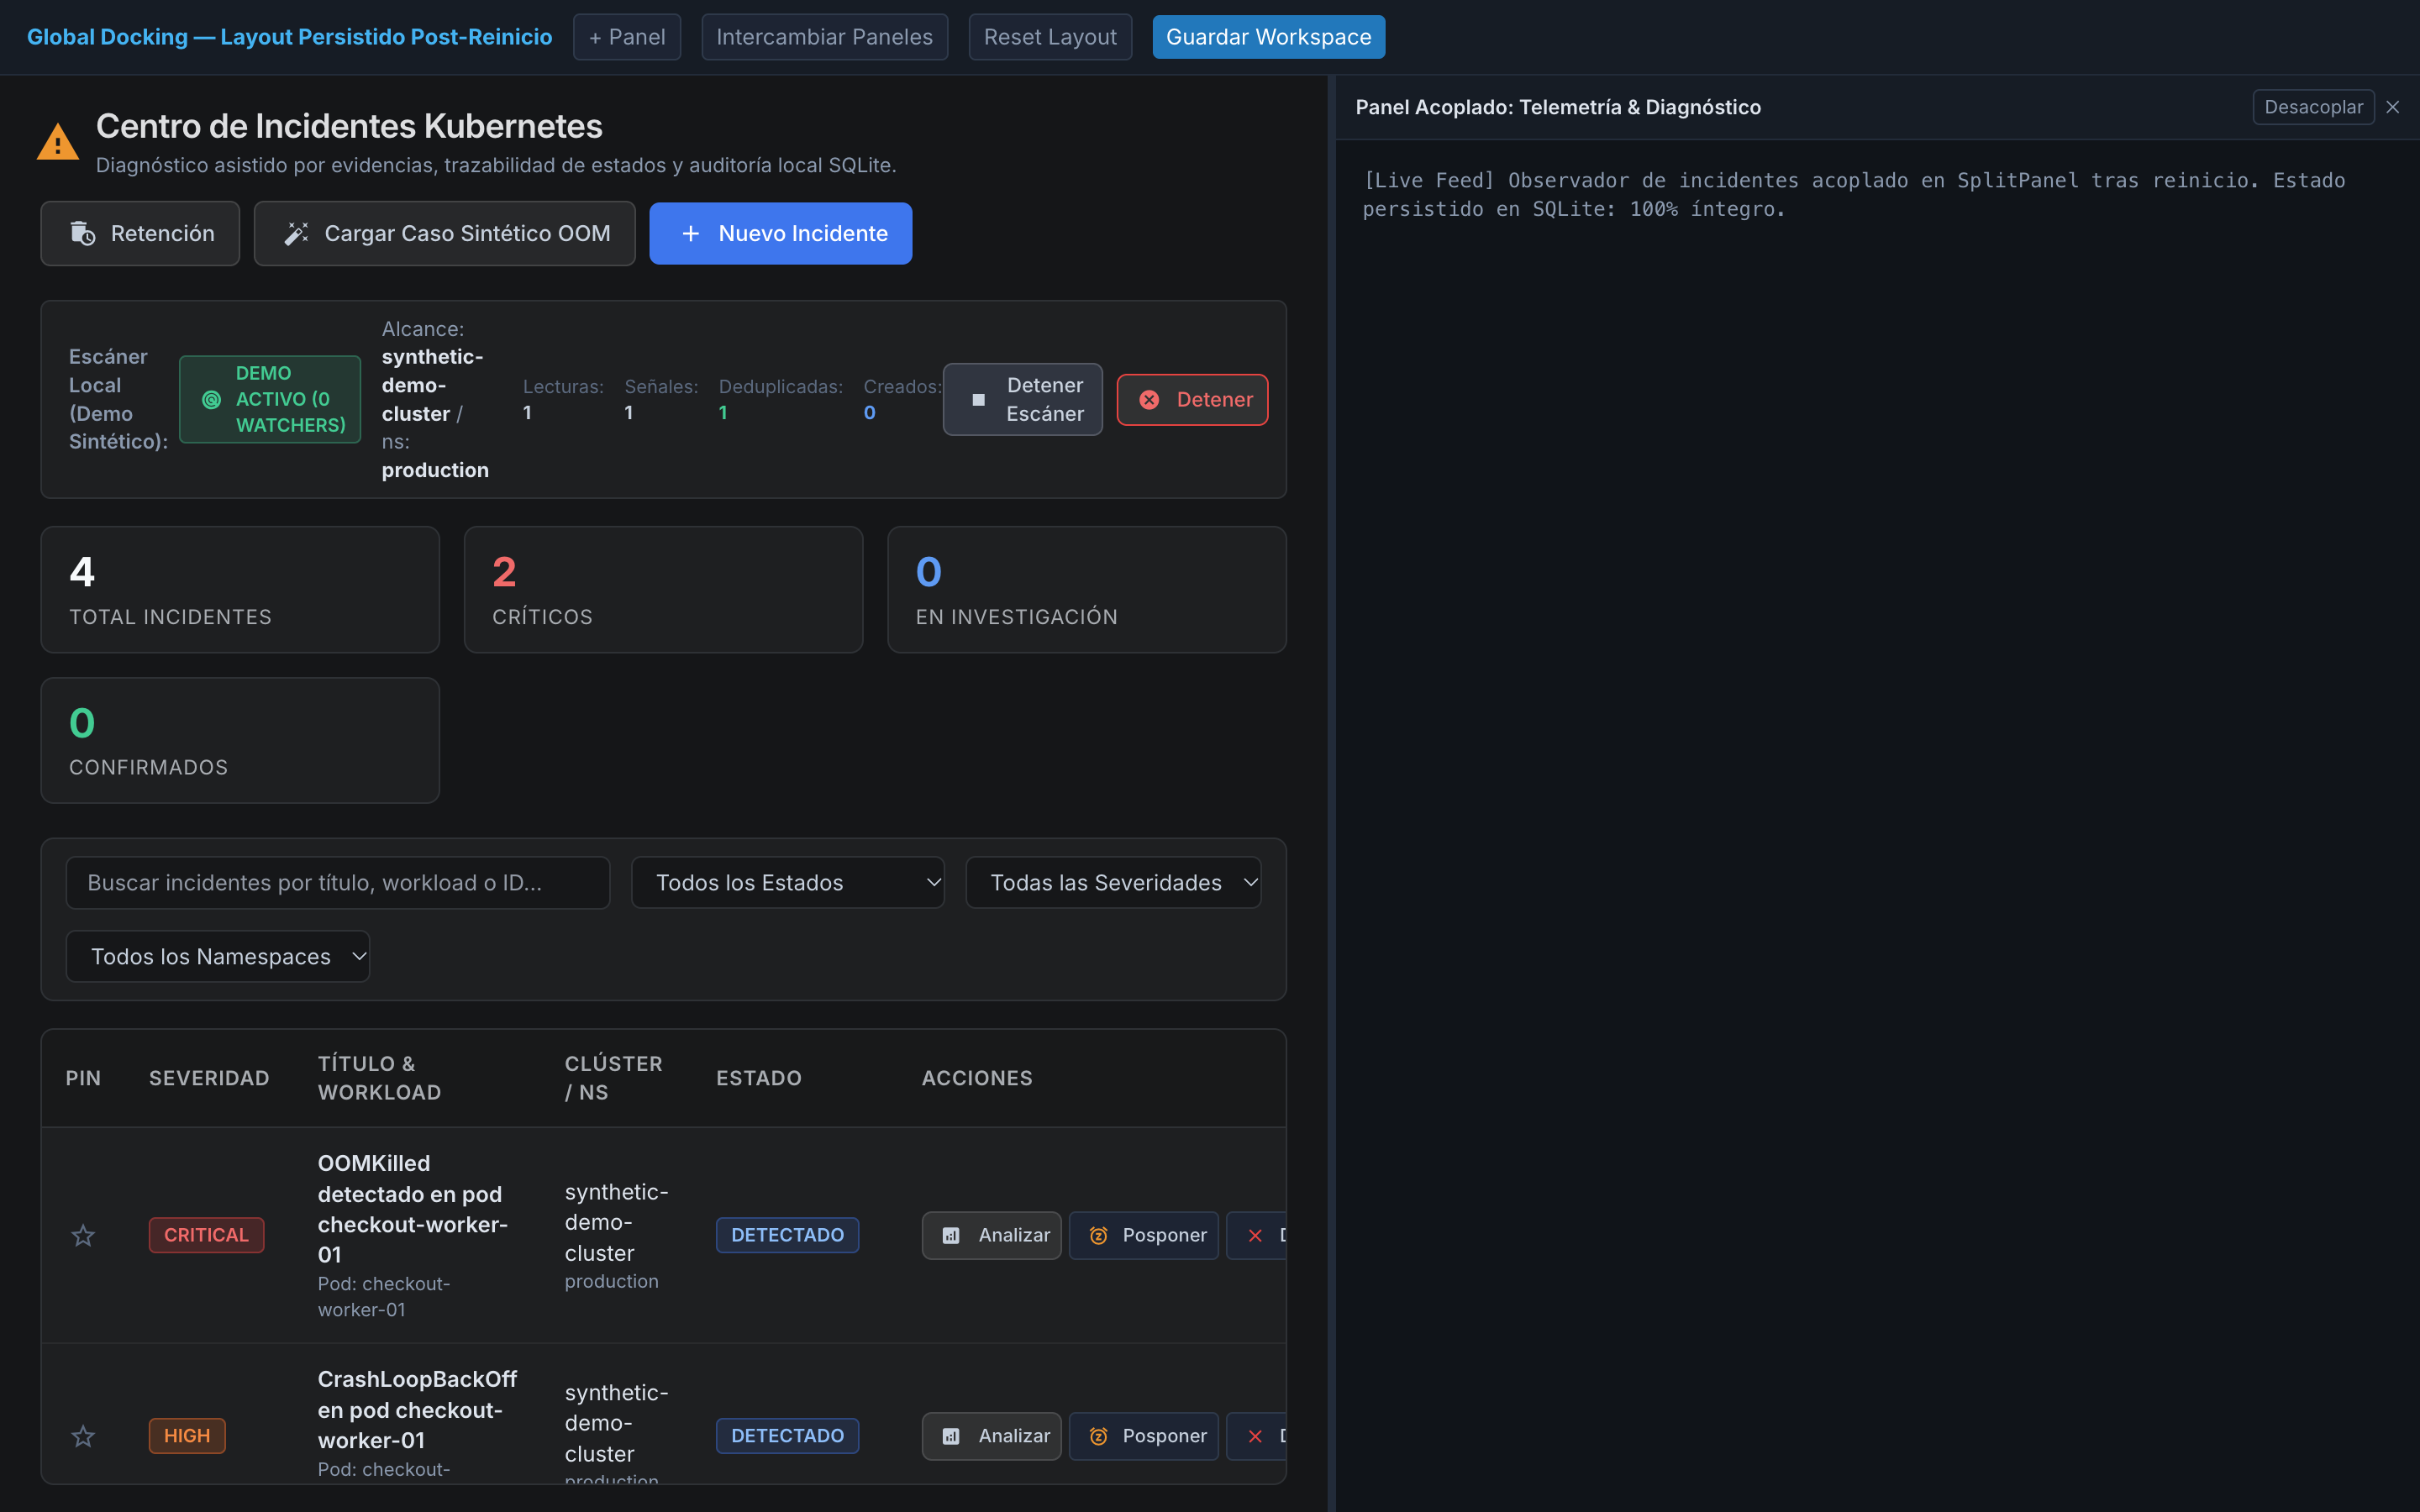 Global Docking — Layout Persistido Post-Reinicio
+ Panel
Intercambiar Paneles
Reset Layout
Guardar Workspace
Centro de Incidentes Kubernetes
Diagnóstico asistido por evidencias, trazabilidad de estados y auditoría local SQLite.
Retención
Cargar Caso Sintético OOM
+ Nuevo Incidente
Escáner
Local
(Demo
Sintético):
DEMO
ACTIVO (0
WATCHERS)
Alcance:
synthetic-
demo-
cluster /
ns:
production
Lecturas:
1
Señales:
1
Deduplicadas:
1
Creados:
0
Detener
Escáner
Detener
4
TOTAL INCIDENTES
2
CRÍTICOS
0
EN INVESTIGACIÓN
0
CONFIRMADOS
Buscar incidentes por título, workload o ID...
Todos los Estados
Todas las Severidades
Todos los Namespaces
PIN
SEVERIDAD
TÍTULO &
WORKLOAD
CLÚSTER
/ NS
ESTADO
ACCIONES
CRITICAL
OOMKilled
detectado en pod
checkout-worker-
01
Pod: checkout-
worker-01
synthetic-
demo-
cluster
production
DETECTADO
Analizar
Posponer
HIGH
CrashLoopBackOff
en pod checkout-
worker-01
Pod: checkout-
synthetic-
demo-
cluster
production
DETECTADO
Analizar
Posponer
Panel Acoplado: Telemetría & Diagnóstico
Desacoplar
[Live Feed] Observador de incidentes acoplado en SplitPanel tras reinicio. Estado
persistido en SQLite: 100% íntegro.